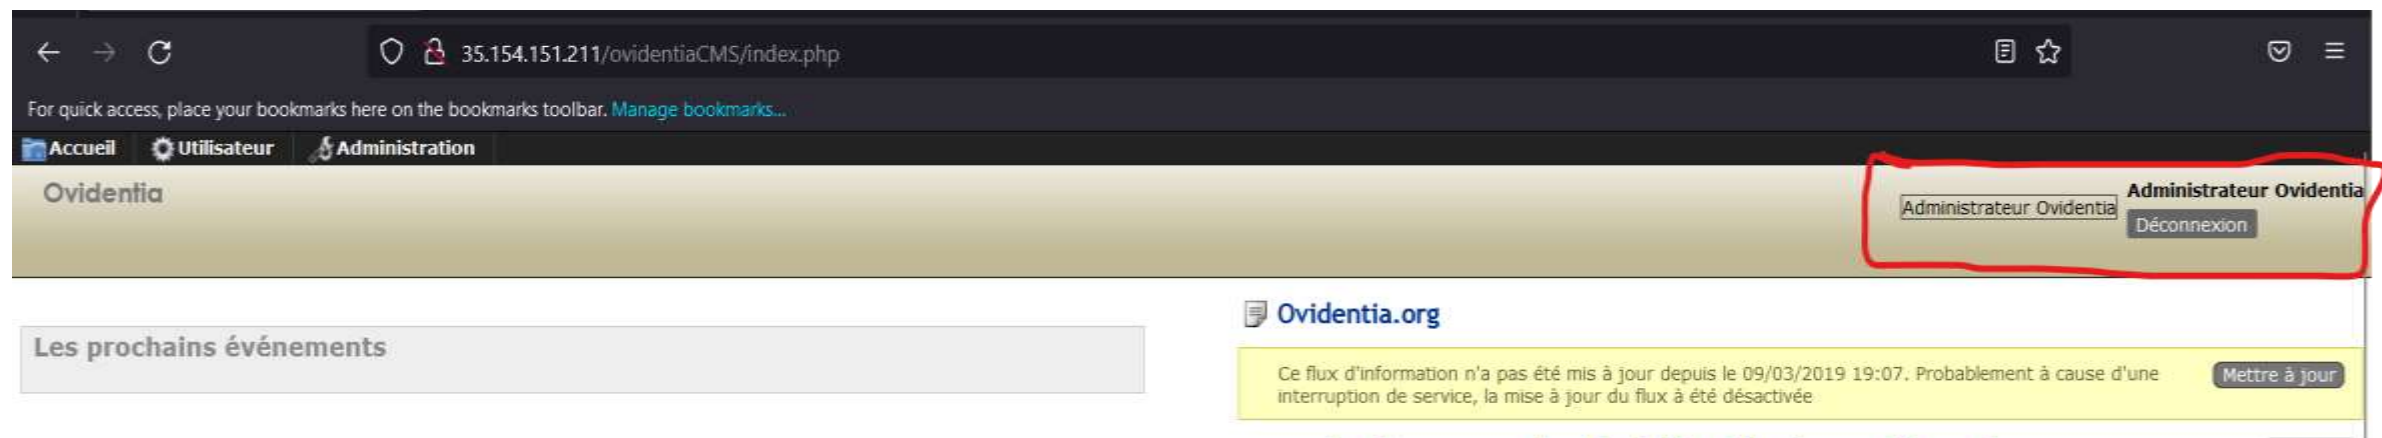 35.154.151.211/ovidentiaCMS/index.php
For quick access, place your bookmarks here on the bookmarks toolbar. Manage bookmarks...
Accueil Utilisateur Administration
Ovidentia
Administrateur Ovidentia
Administrateur Ovidentia
Déconnexion
Les prochains événements
Ovidentia.org
Ce flux d'information n'a pas été mis à jour depuis le 09/03/2019 19:07. Probablement à cause d'une
interruption de service, la mise à jour du flux à été désactivée
Mettre à jour